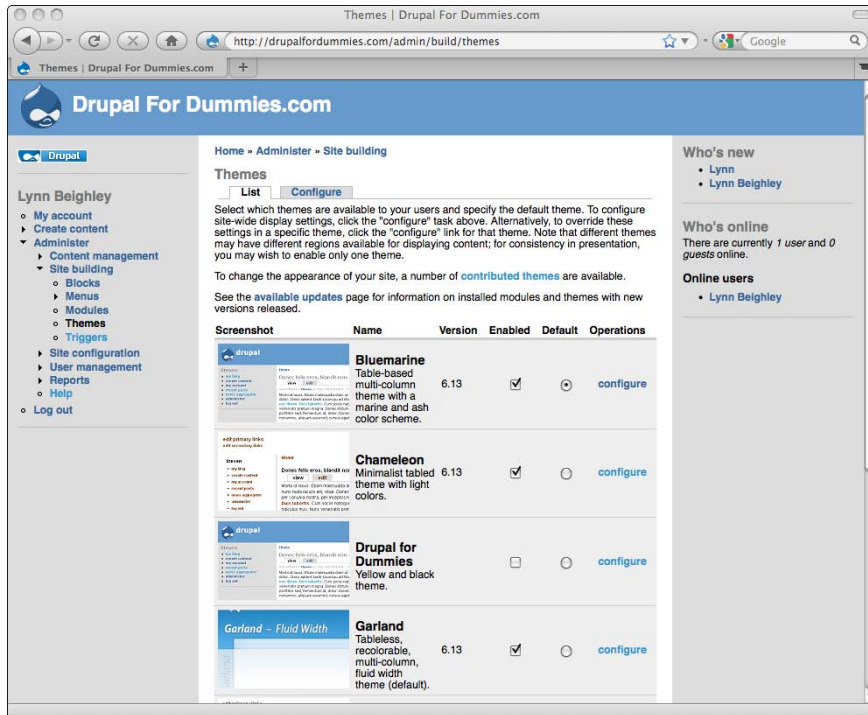 Themes | Drupal For Dummies.com
http://drupalfordummies.com/admin/build/themes
Google
Themes | Drupal For Dummies.com
+
Drupal For Dummies.com
Drupal
Lynn Beighley
My account
Create content
Administer
Content management
Site building
Blocks
Menus
Modules
Themes
Triggers
Site configuration
User management
Reports
Help
Log out
Home » Administer » Site building
Themes
List Configure
Select which themes are available to your users and specify the default theme. To configure
site-wide display settings, click the "configure" task above. Alternatively, to override these
settings in a specific theme, click the "configure" link for that theme. Note that different themes
may have different regions available for displaying content; for consistency in presentation,
you may wish to enable only one theme.
To change the appearance of your site, a number of contributed themes are available.
See the available updates page for information on installed modules and themes with new
versions released.
Screenshot Name Version Enabled Default Operations
drupal
Bluemarine
Table-based
multi-column
theme with a
marine and ash
color scheme.
6.13
configure
edit primary links
edit secondary links
Chameleon
Minimalist tabled
theme with light
colors.
6.13
configure
drupal
Drupal for
Dummies
Yellow and black
theme.
configure
Garland – Fluid Width
Garland
Tableless,
recolorable,
multi-column,
fluid width
theme (default).
6.13
configure
Who's new
Lynn
Lynn Beighley
Who's online
There are currently 1 user and 0
guests online.
Online users
Lynn Beighley